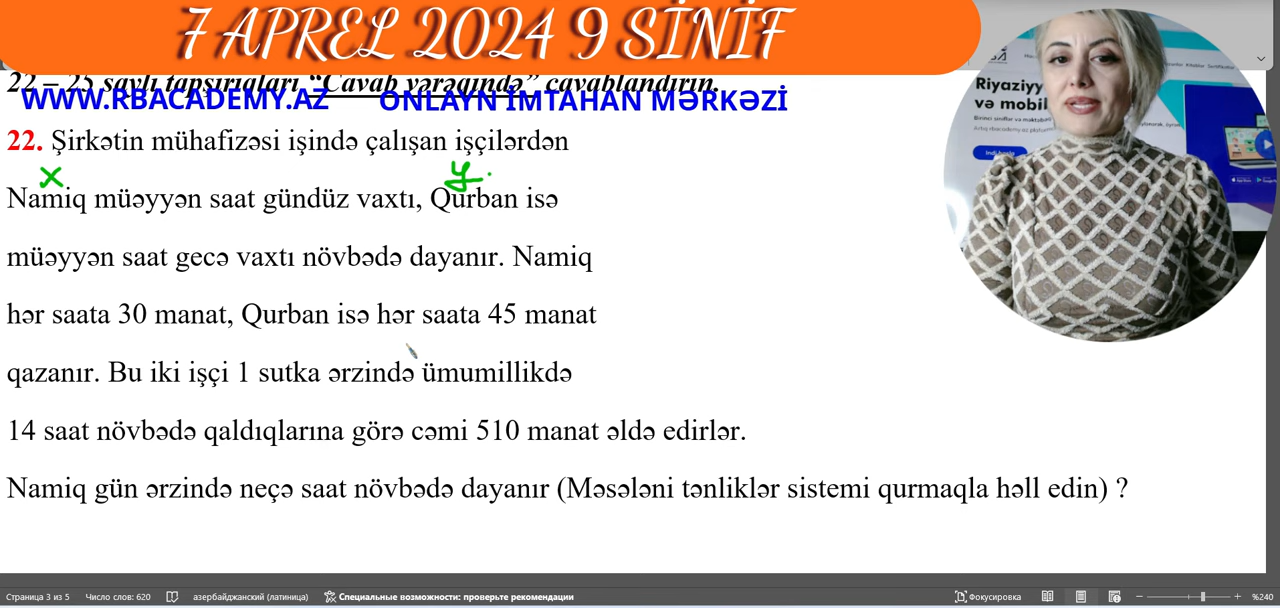 7 APREL 2024 9 SİNİF
22 – 25 saylı tapşırıqları “Cavab vərəqində” cavablandırın.
WWW.RBACADEMY.AZ ONLAYN İMTAHAN MƏRKƏZİ
22. Şirkətin mühafizəsi işində çalışan işçilərdən
x y
Namiq müəyyən saat gündüz vaxtı, Qurban isə
müəyyən saat gecə vaxtı növbədə dayanır. Namiq
hər saata 30 manat, Qurban isə hər saata 45 manat
qazanır. Bu iki işçi 1 sutka ərzində ümumillikdə
14 saat növbədə qaldıqlarına görə cəmi 510 manat əldə edirlər.
Namiq gün ərzində neçə saat növbədə dayanır (Məsələni tənliklər sistemi qurmaqla həll edin) ?
Riyaziyy
və mobil
Страница 3 из 5 Число слов: 620 азербайджанский (латиница) Специальные возможности: проверьте рекомендации Фокусировка %240